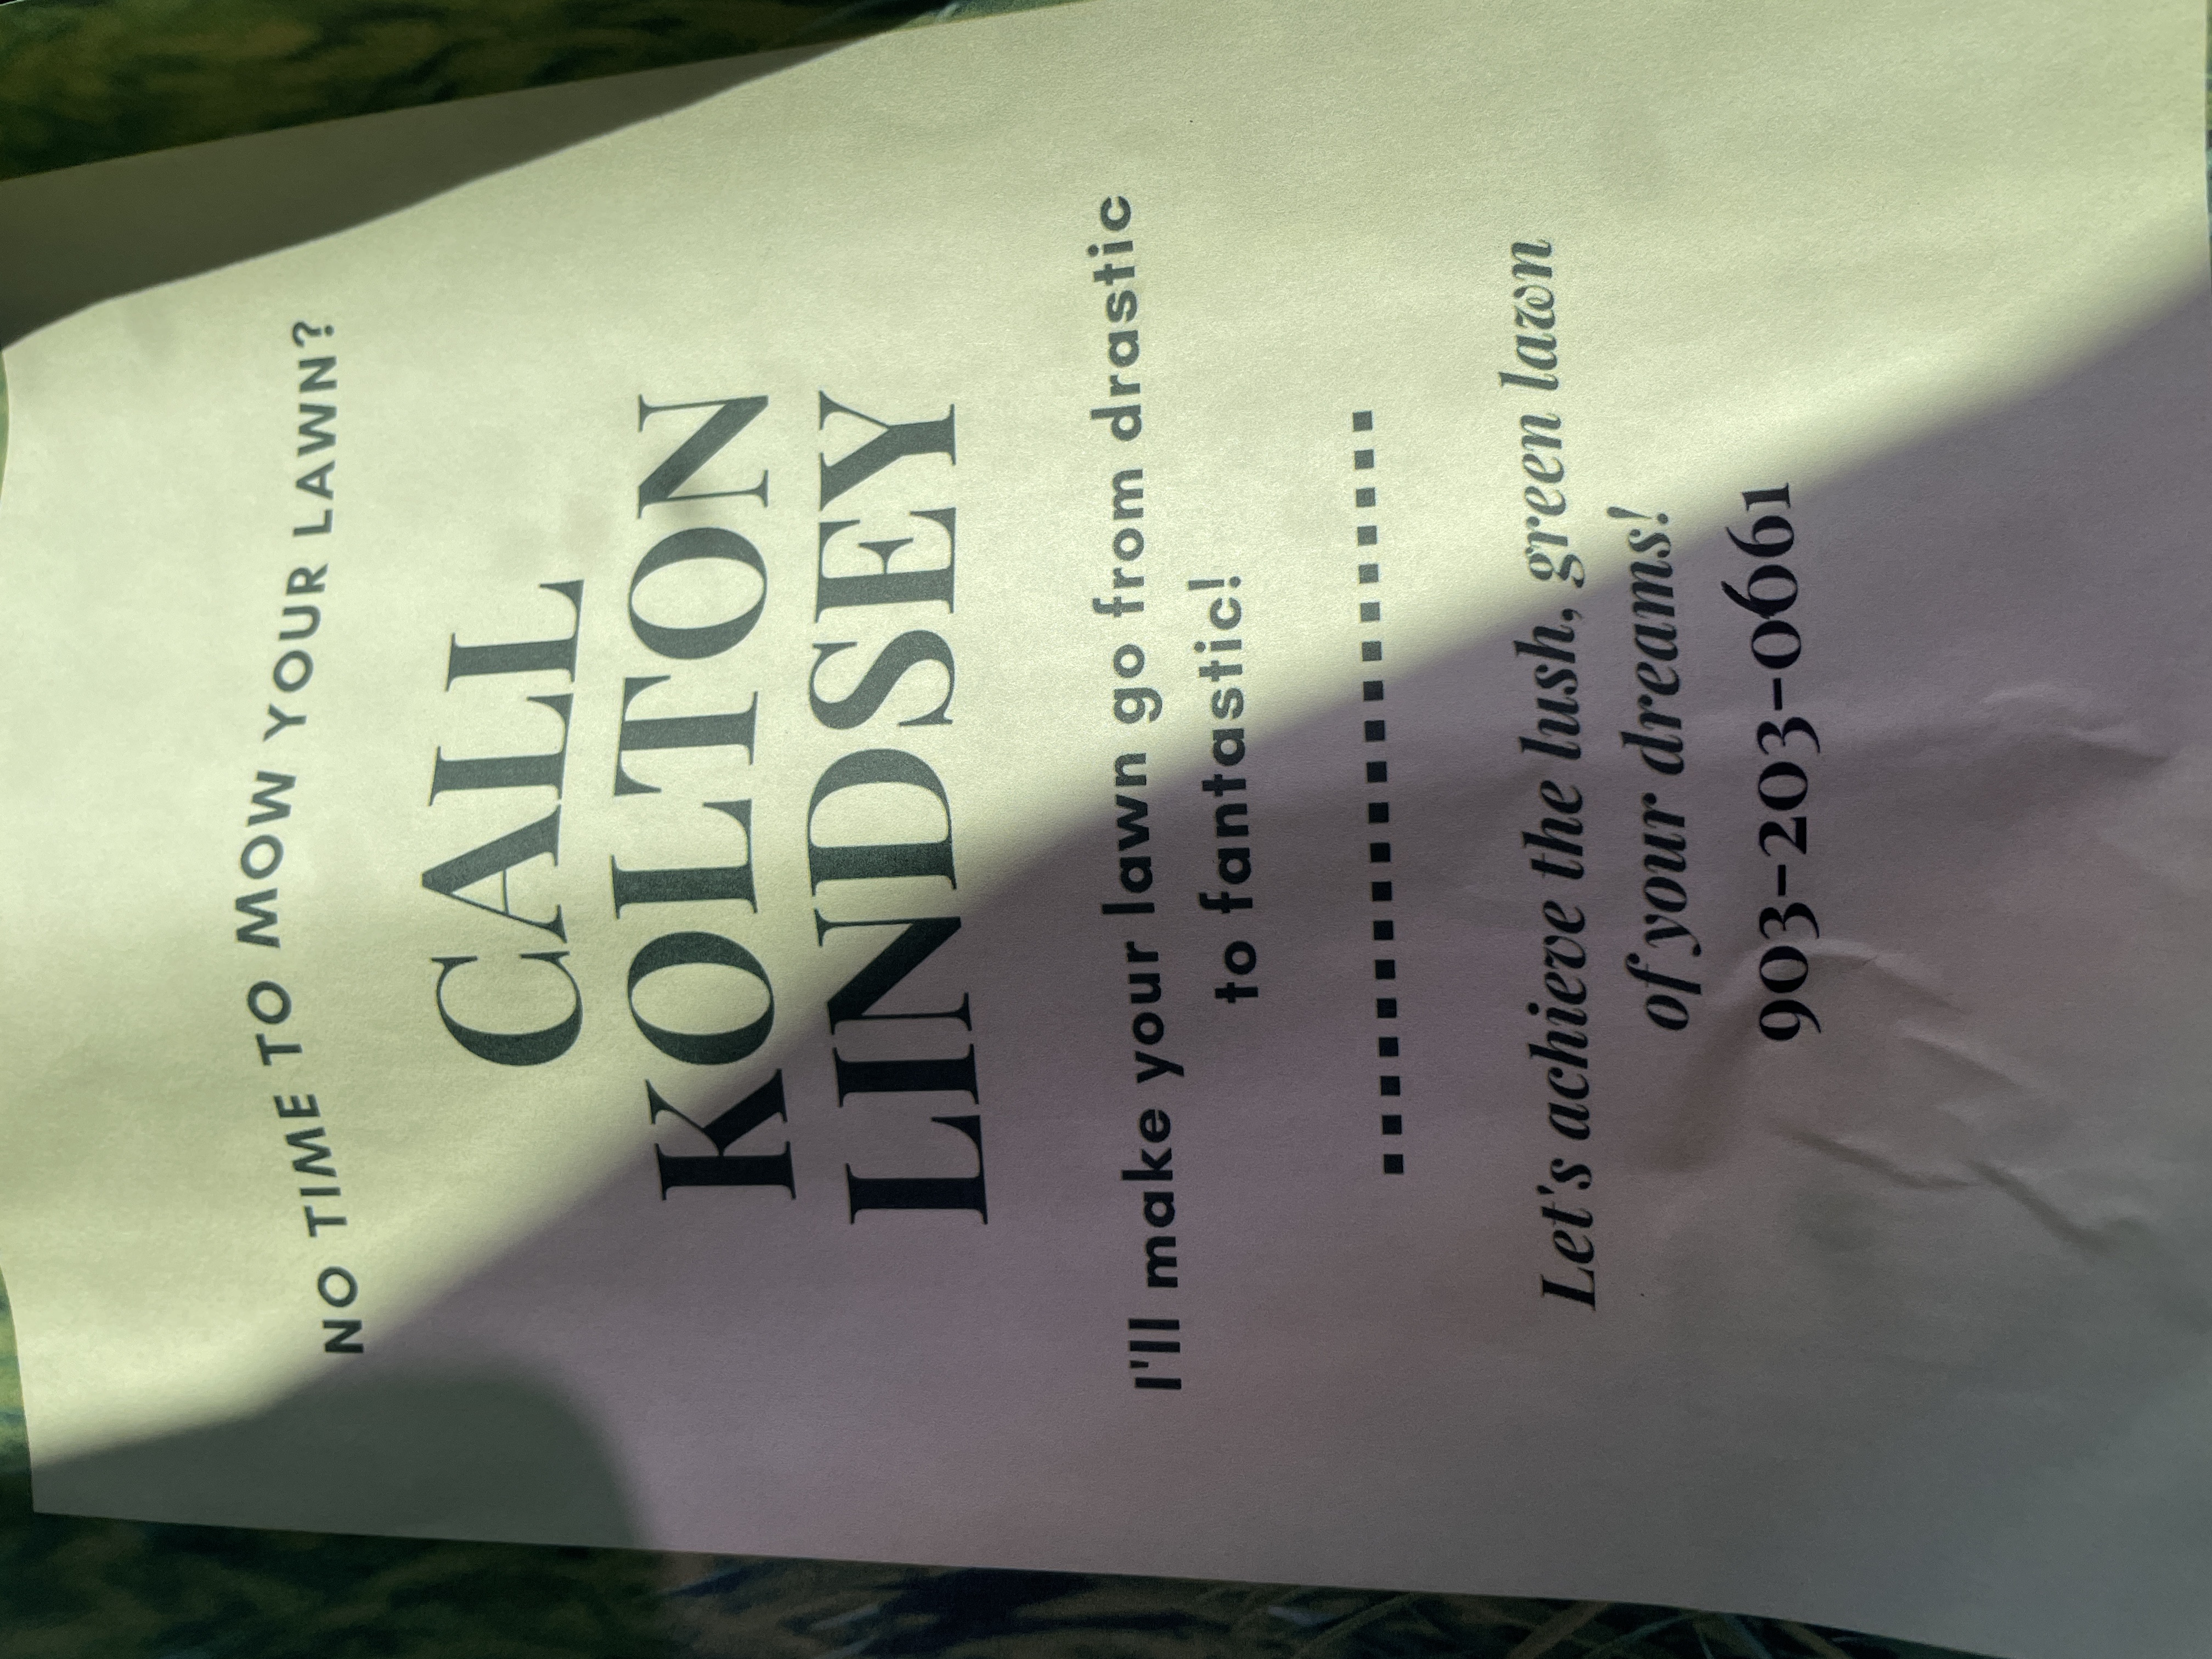 NO TIME TO MOW YOUR LAWN?
CALL
KOLTON
LINDSEY
I'll make your lawn go from drastic
to fantastic!
Let's achieve the lush, green lawn
of your dreams!
903-203-0661